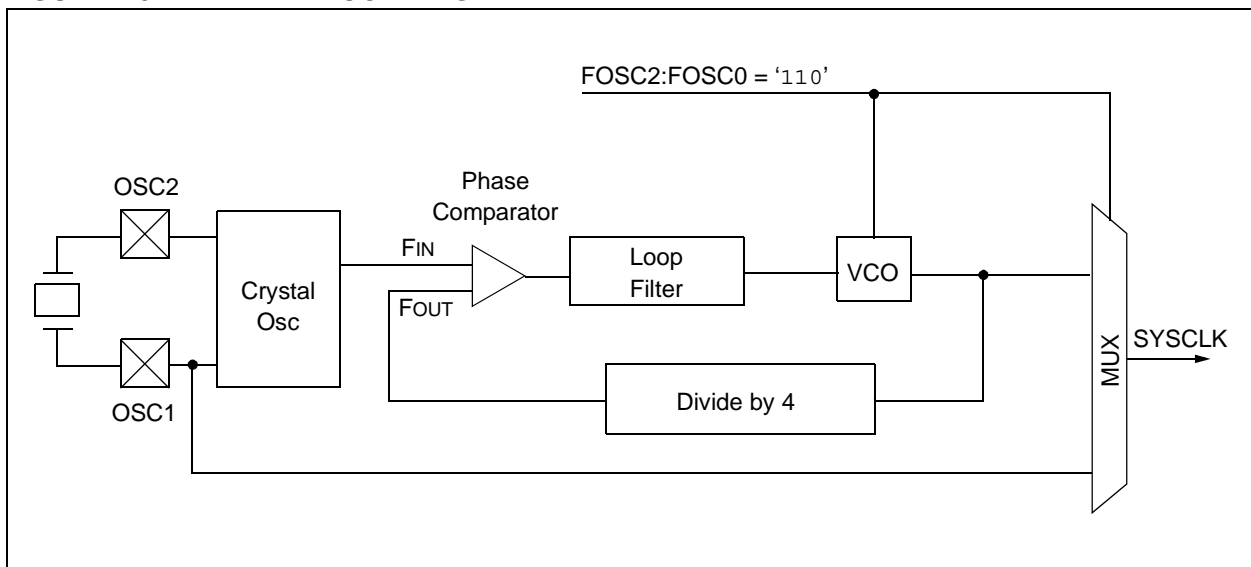 FOSC2:FOSC0 = ‘110’
OSC2
Phase
Comparator
FIN
Loop
Filter
VCO
Crystal
Osc
FOUT
MUX
SYSCLK
Divide by 4
OSC1